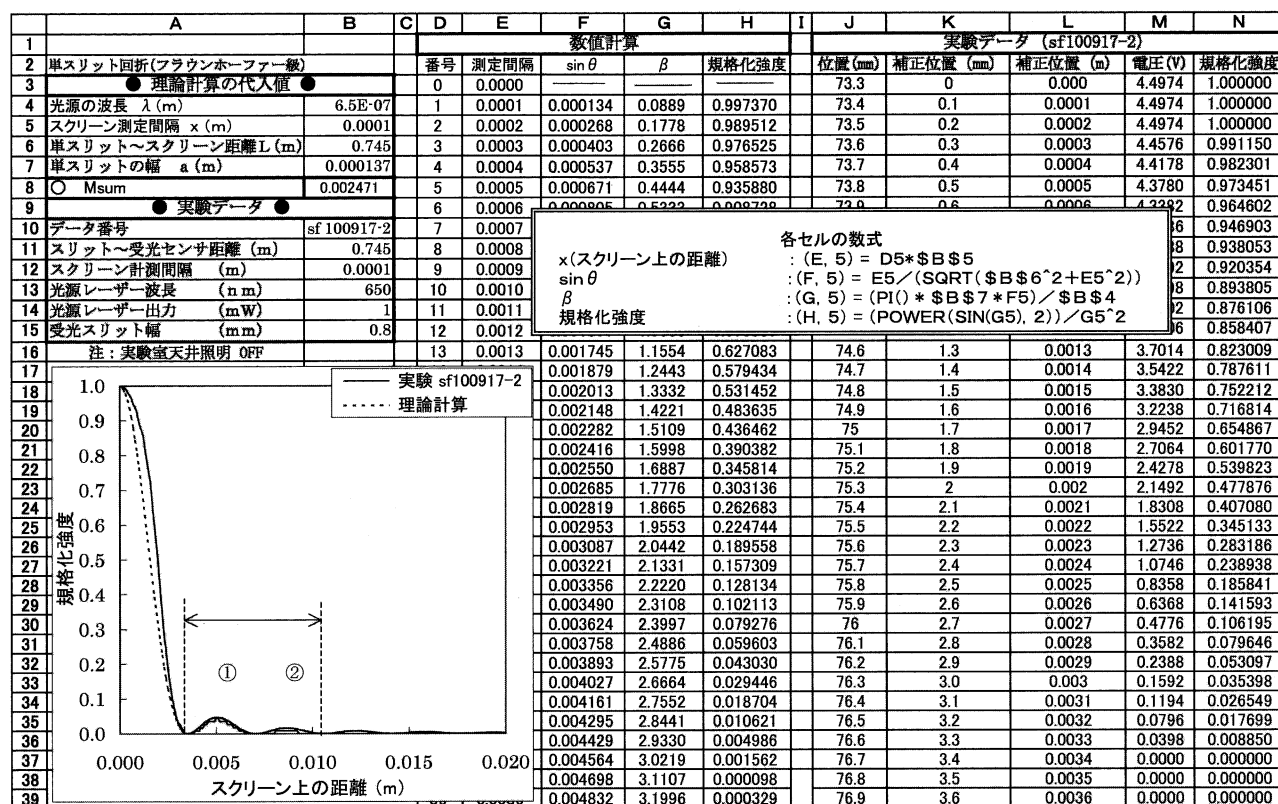 A B C D E F G H I J K L M N
1 数値計算 実験データ (sf100917-2)
2 単スリット回折(フラウンホーファー級) 番号 測定間隔 sinθ β 規格化強度 位置(mm) 補正位置 (mm) 補正位置 (m) 電圧(V) 規格化強度
3 ● 理論計算の代入値 ● 0 0.0000 ─── ─── ─── 73.3 0 0.000 4.4974 1.000000
4 光源の波長 λ(m) 6.5E-07 1 0.0001 0.000134 0.0889 0.997370 73.4 0.1 0.0001 4.4974 1.000000
5 スクリーン測定間隔 x(m) 0.0001 2 0.0002 0.000268 0.1778 0.989512 73.5 0.2 0.0002 4.4974 1.000000
6 単スリット～スクリーン距離L(m) 0.745 3 0.0003 0.000403 0.2666 0.976525 73.6 0.3 0.0003 4.4576 0.991150
7 単スリットの幅 a(m) 0.000137 4 0.0004 0.000537 0.3555 0.958573 73.7 0.4 0.0004 4.4178 0.982301
8 ○ Msum 0.002471 5 0.0005 0.000671 0.4444 0.935880 73.8 0.5 0.0005 4.3780 0.973451
9 ● 実験データ ● 6 0.0006 0.964602
10 データ番号 sf 100917-2 7 0.0007 0.946903
11 スリット～受光センサ距離(m) 0.745 8 0.0008 0.938053
12 スクリーン計測間隔 (m) 0.0001 9 0.0009 0.920354
13 光源レーザー波長 (nm) 650 10 0.0010 0.893805
14 光源レーザー出力 (mW) 1 11 0.0011 0.876106
15 受光スリット幅 (mm) 0.8 12 0.0012 0.858407
各セルの数式
x(スクリーン上の距離) : (E, 5) = D5*$B$5
sinθ :(F, 5) = E5/(SQRT($B$6^2+E5^2))
β :(G, 5) = (PI()*$B$7*F5)/$B$4
規格化強度 :(H, 5) = (POWER(SIN(G5), 2))/G5^2
16 注：実験室天井照明 OFF 13 0.0013 0.001745 1.1554 0.627083 74.6 1.3 0.0013 3.7014 0.823009
17 0.001879 1.2443 0.579434 74.7 1.4 0.0014 3.5422 0.787611
18 0.002013 1.3332 0.531452 74.8 1.5 0.0015 3.3830 0.752212
19 0.002148 1.4221 0.483635 74.9 1.6 0.0016 3.2238 0.716814
20 0.002282 1.5109 0.436462 75 1.7 0.0017 2.9452 0.654867
21 0.002416 1.5998 0.390382 75.1 1.8 0.0018 2.7064 0.601770
22 0.002550 1.6887 0.345814 75.2 1.9 0.0019 2.4278 0.539823
23 0.002685 1.7776 0.303136 75.3 2 0.002 2.1492 0.477876
24 0.002819 1.8665 0.262683 75.4 2.1 0.0021 1.8308 0.407080
25 0.002953 1.9553 0.224744 75.5 2.2 0.0022 1.5522 0.345133
26 0.003087 2.0442 0.189558 75.6 2.3 0.0023 1.2736 0.283186
27 0.003221 2.1331 0.157309 75.7 2.4 0.0024 1.0746 0.238938
28 0.003356 2.2220 0.128134 75.8 2.5 0.0025 0.8358 0.185841
29 0.003490 2.3108 0.102113 75.9 2.6 0.0026 0.6368 0.141593
30 0.003624 2.3997 0.079276 76 2.7 0.0027 0.4776 0.106195
31 0.003758 2.4886 0.059603 76.1 2.8 0.0028 0.3582 0.079646
32 0.003893 2.5775 0.043030 76.2 2.9 0.0029 0.2388 0.053097
33 0.004027 2.6664 0.029446 76.3 3.0 0.003 0.1592 0.035398
34 0.004161 2.7552 0.018704 76.4 3.1 0.0031 0.1194 0.026549
35 0.004295 2.8441 0.010621 76.5 3.2 0.0032 0.0796 0.017699
36 0.004429 2.9330 0.004986 76.6 3.3 0.0033 0.0398 0.008850
37 0.004564 3.0219 0.001562 76.7 3.4 0.0034 0.0000 0.000000
38 0.004698 3.1107 0.000098 76.8 3.5 0.0035 0.0000 0.000000
39 0.004832 3.1996 0.000329 76.9 3.6 0.0036 0.0000 0.000000
実験 sf100917-2
理論計算
規格化強度
1.0
0.9
0.8
0.7
0.6
0.5
0.4
0.3
0.2
0.1
0.0
① ②
0.000 0.005 0.010 0.015 0.020
スクリーン上の距離 (m)